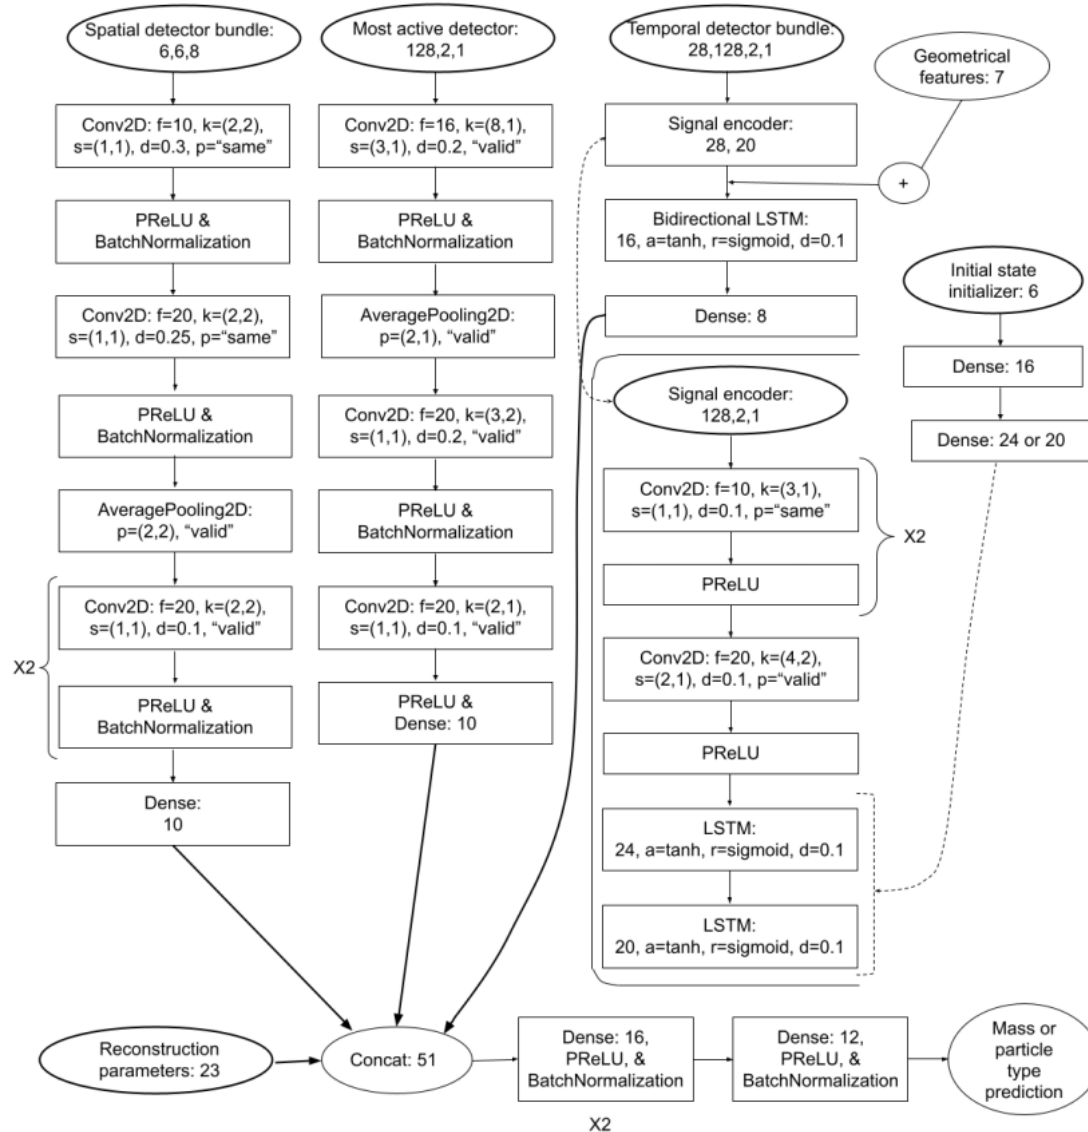 Spatial detector bundle:
6,6,8
Conv2D: f=10, k=(2,2),
s=(1,1), d=0.3, p=“same”
PReLU &
BatchNormalization
Conv2D: f=20, k=(2,2),
s=(1,1), d=0.25, p=“same”
PReLU &
BatchNormalization
AveragePooling2D:
p=(2,2), “valid”
Conv2D: f=20, k=(2,2),
s=(1,1), d=0.1, “valid”
X2
PReLU &
BatchNormalization
Dense:
10
Most active detector:
128,2,1
Conv2D: f=16, k=(8,1),
s=(3,1), d=0.2, “valid”
PReLU &
BatchNormalization
AveragePooling2D:
p=(2,1), “valid”
Conv2D: f=20, k=(3,2),
s=(1,1), d=0.2, “valid”
PReLU &
BatchNormalization
Conv2D: f=20, k=(2,1),
s=(1,1), d=0.1, “valid”
PReLU &
Dense: 10
Temporal detector bundle:
28,128,2,1
Geometrical
features: 7
Signal encoder:
28, 20
+
Bidirectional LSTM:
16, a=tanh, r=sigmoid, d=0.1
Dense: 8
Initial state
initializer: 6
Dense: 16
Dense: 24 or 20
Signal encoder:
128,2,1
Conv2D: f=10, k=(3,1),
s=(1,1), d=0.1, p=“same”
X2
PReLU
Conv2D: f=20, k=(4,2),
s=(2,1), d=0.1, p=“valid”
PReLU
LSTM:
24, a=tanh, r=sigmoid, d=0.1
LSTM:
20, a=tanh, r=sigmoid, d=0.1
Reconstruction
parameters: 23
Concat: 51
Dense: 16,
PReLU, &
BatchNormalization
X2
Dense: 12,
PReLU, &
BatchNormalization
Mass or
particle
type
prediction